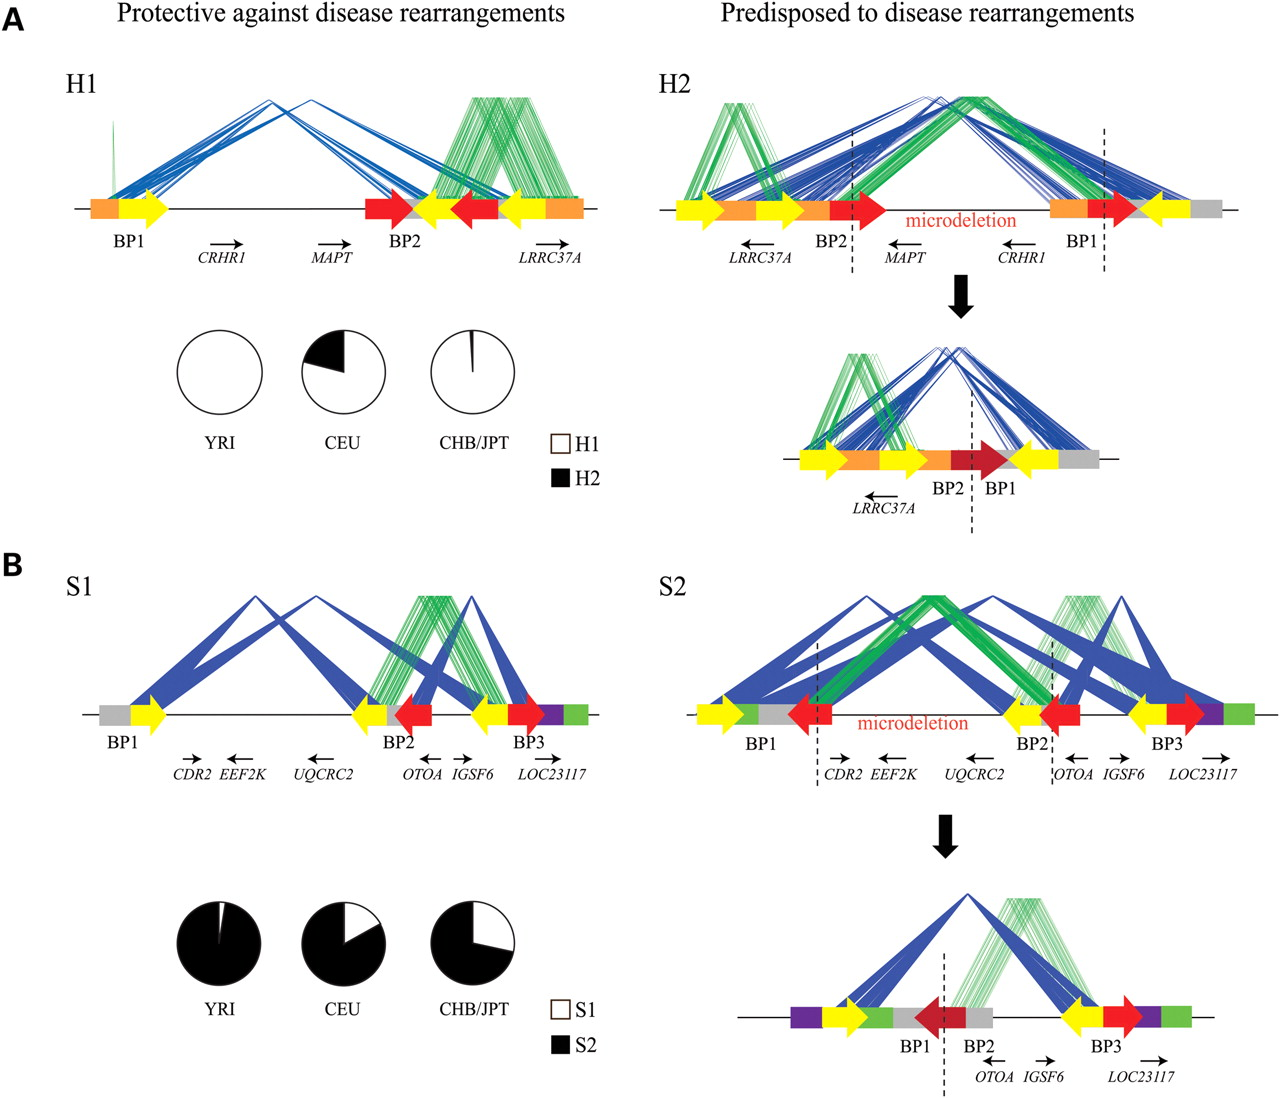 A
Protective against disease rearrangements
Predisposed to disease rearrangements
H1
BP1
BP2
CRHR1
MAPT
LRRC37A
YRI
CEU
CHB/JPT
H1
H2
H2
microdeletion
BP2
BP1
LRRC37A
MAPT
CRHR1
BP2
BP1
LRRC37A
B
S1
BP1
BP2
BP3
CDR2
EEF2K
UQCRC2
OTOA
IGSF6
LOC23117
YRI
CEU
CHB/JPT
S1
S2
S2
microdeletion
BP1
BP2
BP3
CDR2
EEF2K
UQCRC2
OTOA
IGSF6
LOC23117
BP1
BP2
BP3
OTOA
IGSF6
LOC23117